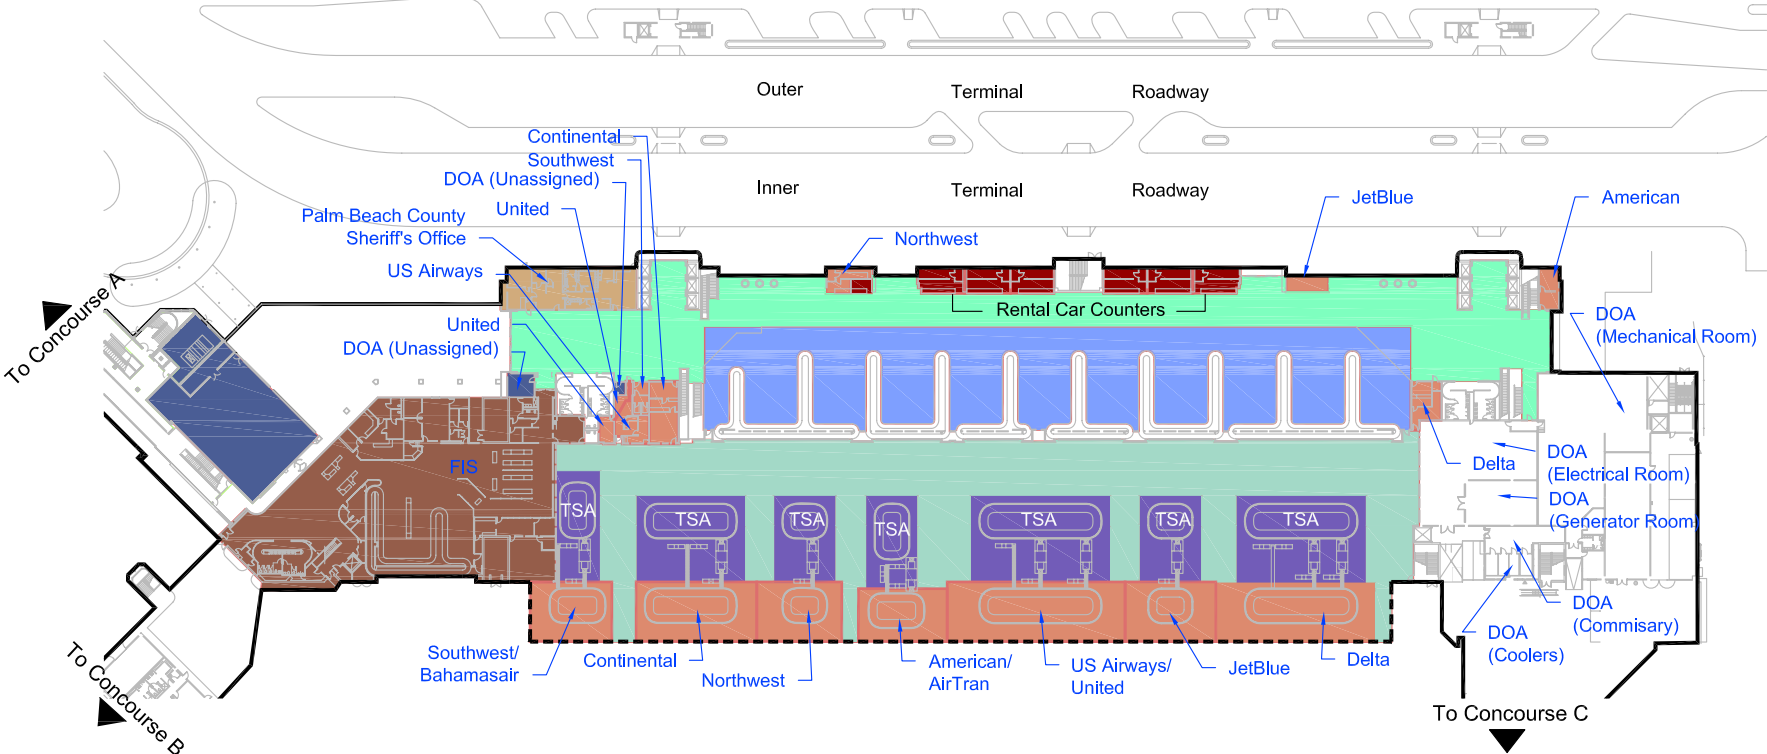 Outer Terminal Roadway
Continental
Southwest
DOA (Unassigned)
Inner Terminal Roadway
United
JetBlue
American
Palm Beach County
Sheriff's Office
Northwest
US Airways
To Concourse A
Rental Car Counters
United
DOA (Unassigned)
DOA
(Mechanical Room)
FIS
Delta
DOA
(Electrical Room)
DOA
(Generator Room)
TSA
TSA
TSA
TSA
TSA
TSA
TSA
DOA
(Commisary)
DOA
(Coolers)
Southwest/
Bahamasair
Continental
Northwest
American/
AirTran
US Airways/
United
JetBlue
Delta
To Concourse B
To Concourse C